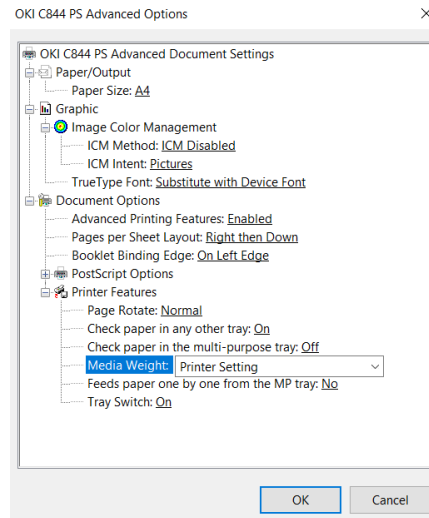 OKI C844 PS Advanced Options
OKI C844 PS Advanced Document Settings
Paper/Output
Paper Size: A4
Graphic
Image Color Management
ICM Method: ICM Disabled
ICM Intent: Pictures
TrueType Font: Substitute with Device Font
Document Options
Advanced Printing Features: Enabled
Pages per Sheet Layout: Right then Down
Booklet Binding Edge: On Left Edge
PostScript Options
Printer Features
Page Rotate: Normal
Check paper in any other tray: On
Check paper in the multi-purpose tray: Off
Media Weight: Printer Setting
Feeds paper one by one from the MP tray: No
Tray Switch: On
OK Cancel